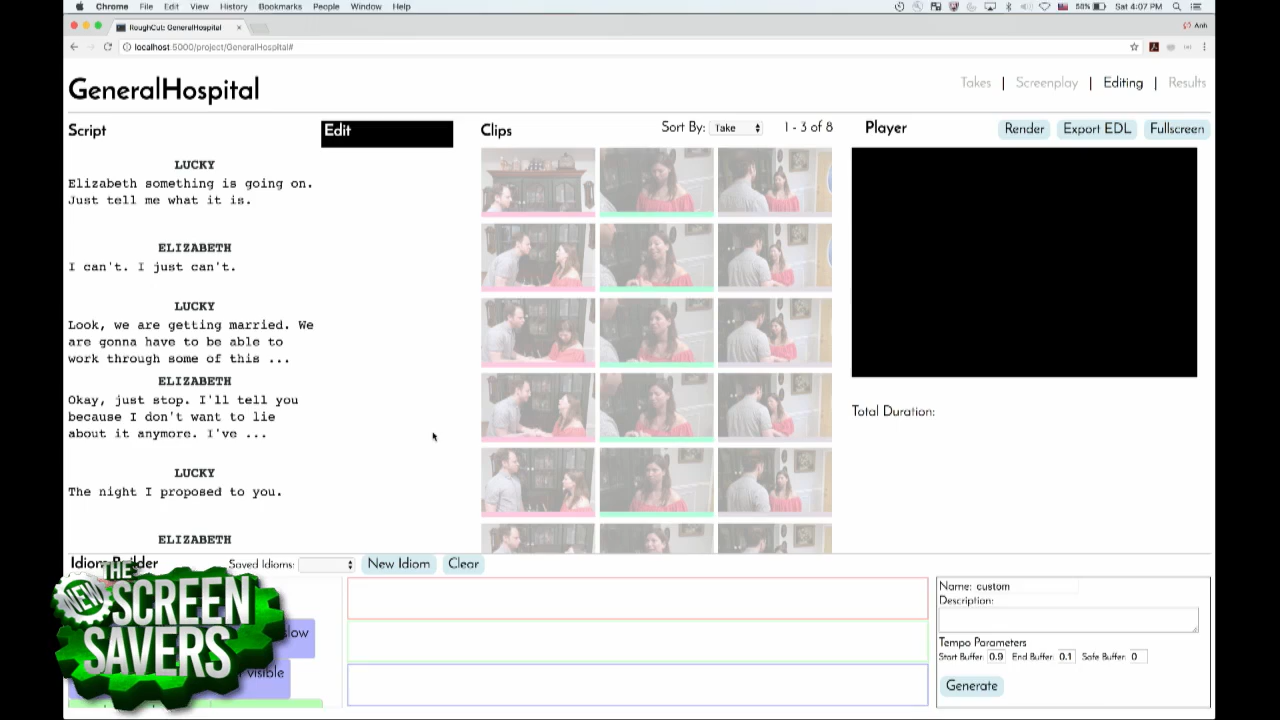 Chrome File Edit View History Bookmarks People Window Help
58% Sat 4:07 PM
RoughCut: GeneralHospital
Anh
localhost:5000/project/GeneralHospital#
GeneralHospital
Takes | Screenplay | Editing | Results
Script
Edit
Clips
Sort By: Take 1 - 3 of 8
Player
Render Export EDL Fullscreen
LUCKY
Elizabeth something is going on.
Just tell me what it is.
ELIZABETH
I can't. I just can't.
LUCKY
Look, we are getting married. We
are gonna have to be able to
work through some of this ...
ELIZABETH
Okay, just stop. I'll tell you
because I don't want to lie
about it anymore. I've ...
LUCKY
The night I proposed to you.
ELIZABETH
Total Duration:
Saved Idioms: New Idiom Clear
slow
visible
Name: custom
Description:
Tempo Parameters
Start Buffer: 0.9 End Buffer: 0.1 Safe Buffer: 0
Generate
THE
NEW
SCREEN
SAVERS